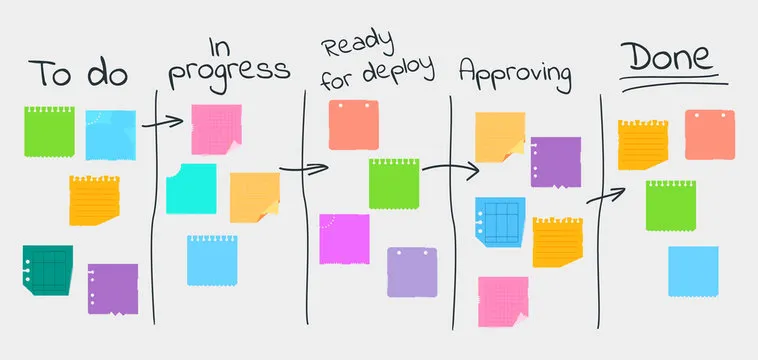 To do
In
progress
Ready
for deploy
Approving
Done